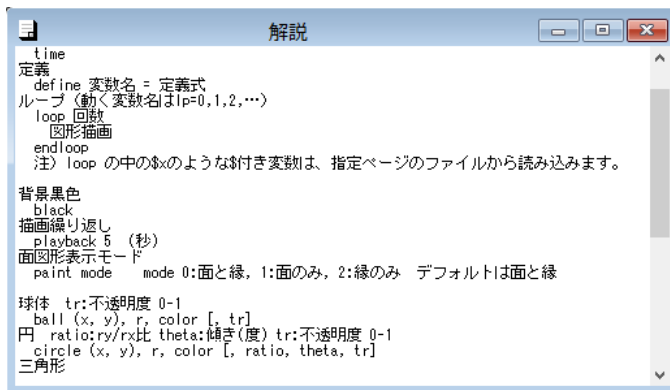 解説
time
定義
define 変数名 = 定義式
ループ (動く変数名はlp=0,1,2,…)
loop 回数
図形描画
endloop
注) loop の中の$xのような$付き変数は、指定ページのファイルから読み込みます。
背景黒色
black
描画繰り返し
playback 5 (秒)
面図形表示モード
paint mode mode 0:面と縁, 1:面のみ, 2:縁のみ デフォルトは面と縁
球体 tr:不透明度 0-1
ball (x, y), r, color [, tr]
円 ratio:ry/rx比 theta:傾き(度) tr:不透明度 0-1
circle (x, y), r, color [, ratio, theta, tr]
三角形